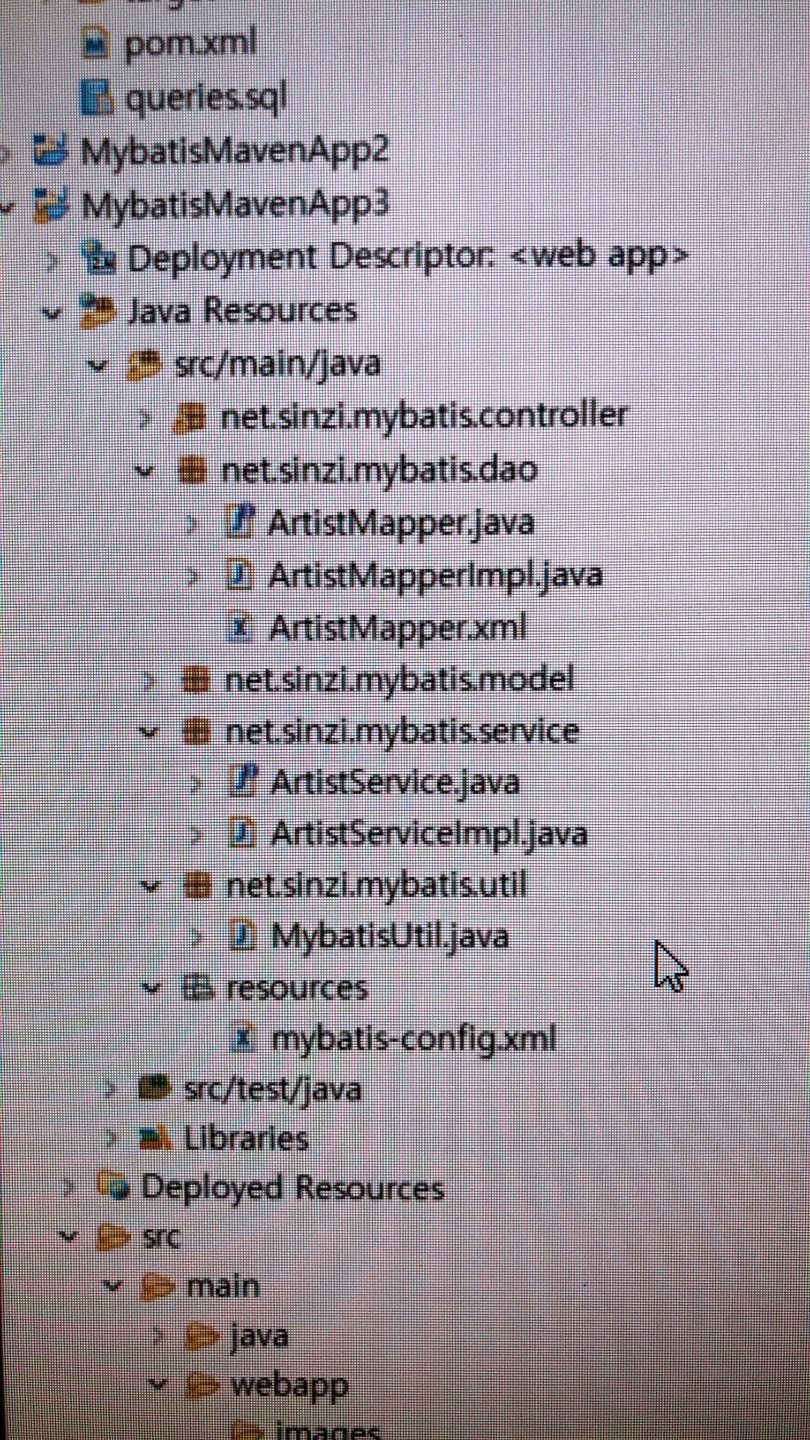 pom.xml
queries.sql
MybatisMavenApp2
MybatisMavenApp3
Deployment Descriptor: <web app>
Java Resources
src/main/java
net.sinzi.mybatis.controller
net.sinzi.mybatis.dao
ArtistMapper.java
ArtistMapperImpl.java
ArtistMapper.xml
net.sinzi.mybatis.model
net.sinzi.mybatis.service
ArtistService.java
ArtistServiceImpl.java
net.sinzi.mybatis.util
MybatisUtil.java
resources
mybatis-config.xml
src/test/java
Libraries
Deployed Resources
src
main
java
webapp
images